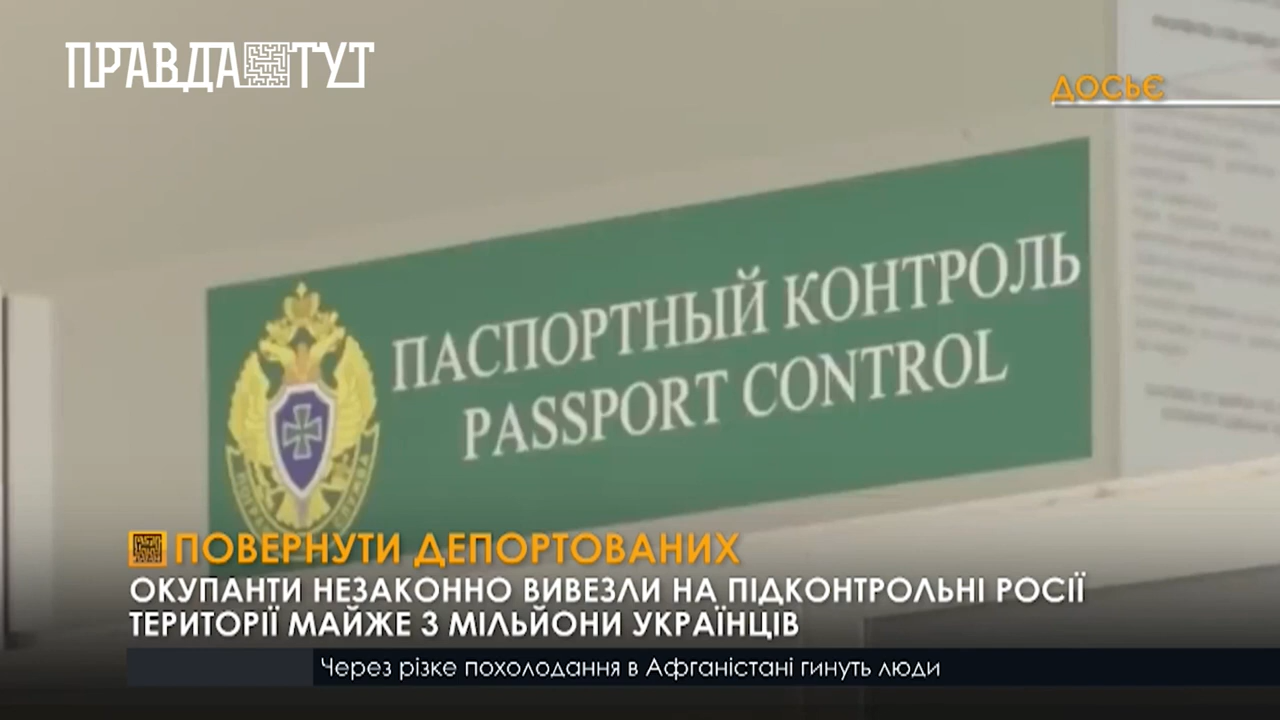 ПРАВДА ТУТ
ДОСЬЄ
ПАСПОРТНЫЙ КОНТРОЛЬ
PASSPORT CONTROL
ПОВЕРНУТИ ДЕПОРТОВАНИХ
ОКУПАНТИ НЕЗАКОННО ВИВЕЗЛИ НА ПІДКОНТРОЛЬНІ РОСІЇ
ТЕРИТОРІЇ МАЙЖЕ 3 МІЛЬЙОНИ УКРАЇНЦІВ
Через різке похолодання в Афганістані гинуть люди